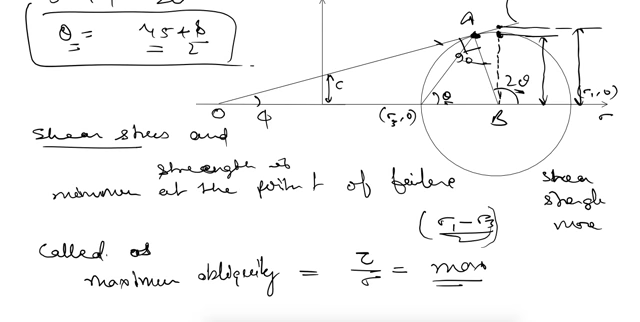 θ = 45 + φ/2
A
90
c
2θ
O
φ
(σ3, 0)
θ
B
(σ1, 0)
σ
Shear stress and
strength is
minimum at the point of failure
Shear
strength
more
(σ1 - σ3)
Called as
maximum obliquity = τ/σ = max